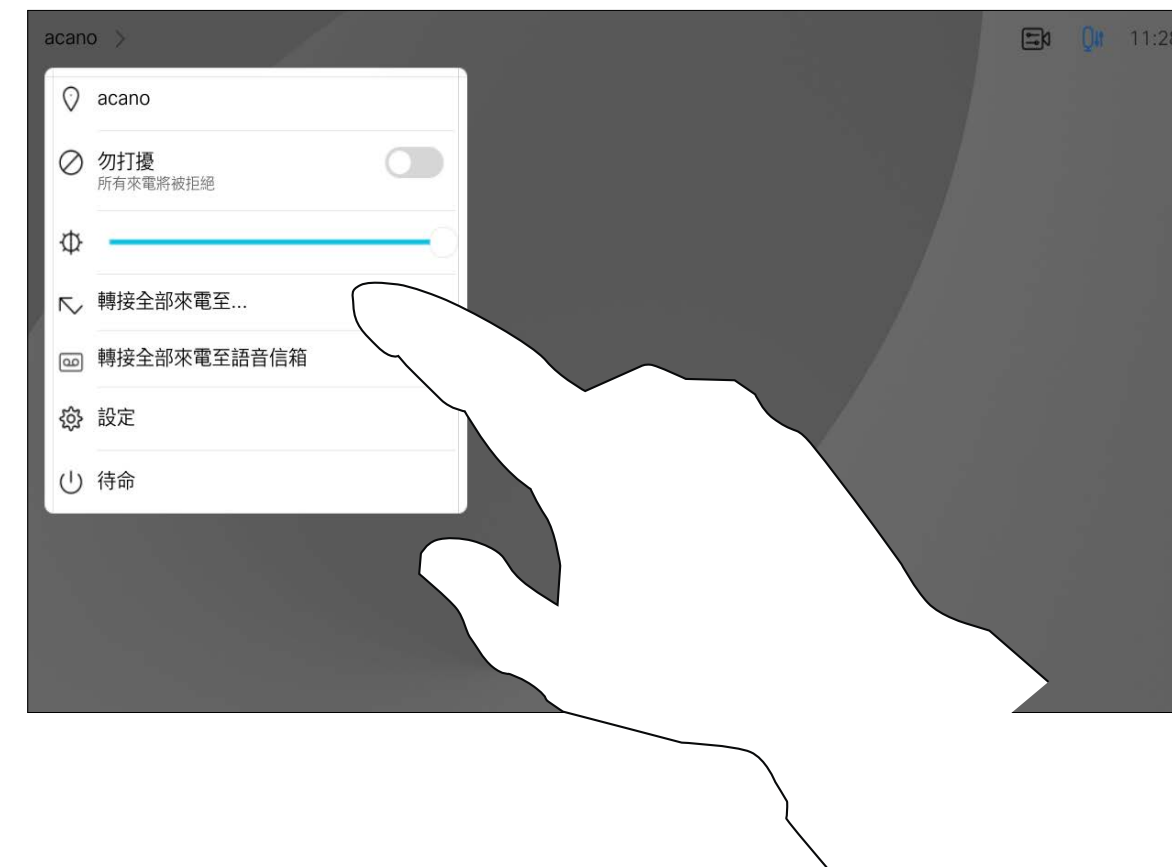 acano
11:28
acano
勿打擾
所有來電將被拒絕
轉接全部來電至...
轉接全部來電至語音信箱
設定
待命